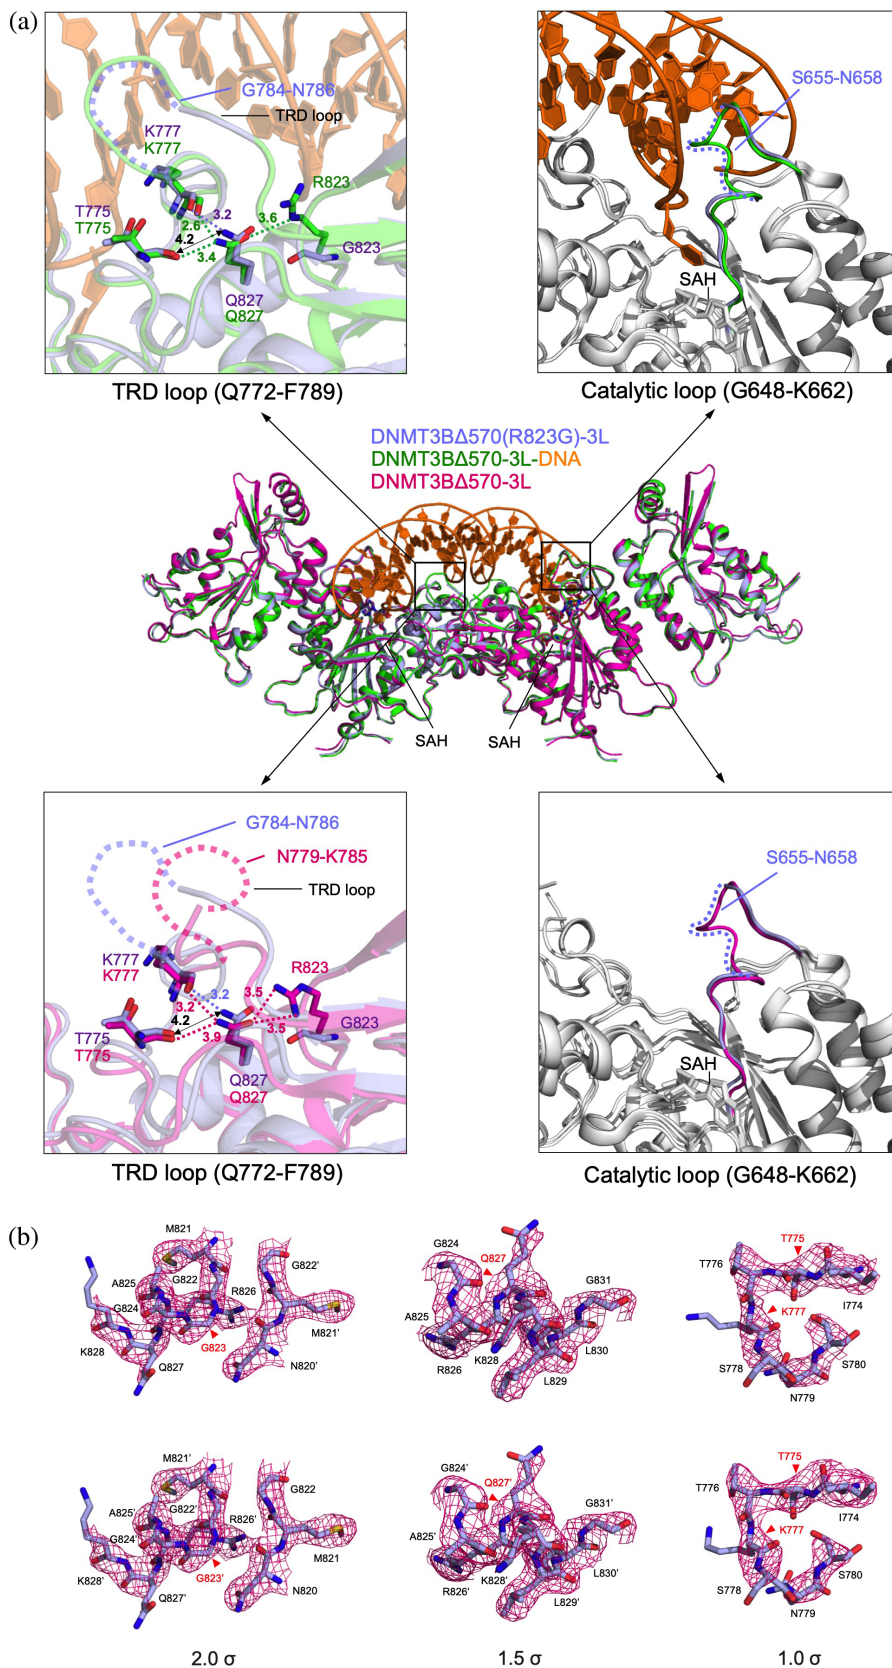 (a)
G784-N786
TRD loop
K777
K777
R823
T775
T775
3.2
2.6
3.6
4.2
3.4
G823
Q827
Q827
TRD loop (Q772-F789)
S655-N658
SAH
Catalytic loop (G648-K662)
DNMT3BΔ570(R823G)-3L
DNMT3BΔ570-3L-DNA
DNMT3BΔ570-3L
SAH
SAH
G784-N786
N779-K785
TRD loop
K777
K777
R823
3.2
3.5
3.2
4.2
3.5
3.9
T775
T775
G823
Q827
Q827
TRD loop (Q772-F789)
S655-N658
SAH
Catalytic loop (G648-K662)
(b)
M821
A825
G822
G824
R826
G822'
K828
G823
M821'
Q827
N820'
G824
Q827
G831
A825
R826
K828
L830
L829
T775
T776
K777
I774
S778
S780
N779
M821'
A825'
G822'
G824'
R826'
G822
K828'
G823'
M821
Q827'
N820
G824'
Q827'
G831'
A825'
R826'
K828'
L830'
L829'
T775
T776
K777
I774
S778
S780
N779
2.0 σ
1.5 σ
1.0 σ